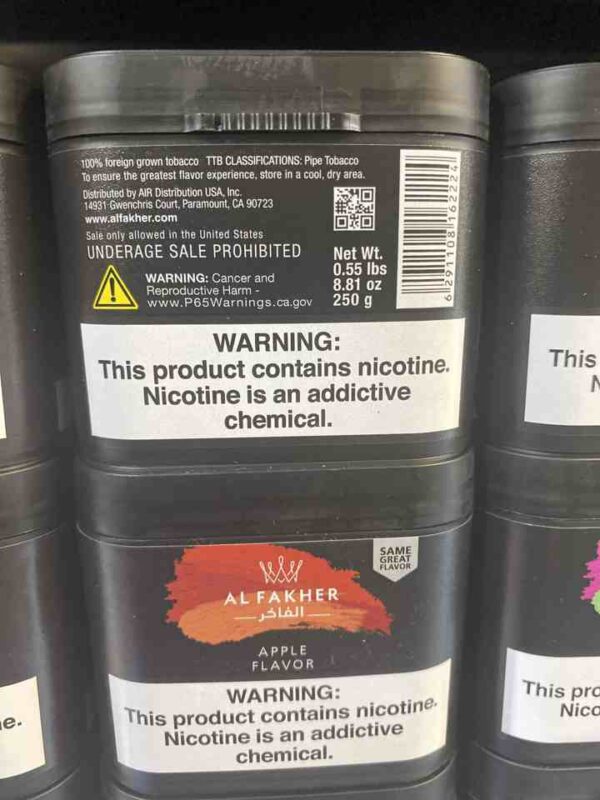 100% foreign grown tobacco TTB CLASSIFICATIONS: Pipe Tobacco
To ensure the greatest flavor experience, store in a cool, dry area.
Distributed by AIR Distribution USA, Inc.
14931 Gwenchris Court, Paramount, CA 90723
www.alfakher.com
Sale only allowed in the United States
UNDERAGE SALE PROHIBITED
WARNING: Cancer and
Reproductive Harm -
www.P65Warnings.ca.gov
Net Wt.
0.55 lbs
8.81 oz
250 g
6291108162224
WARNING:
This product contains nicotine.
Nicotine is an addictive
chemical.
This
N
SAME
GREAT
FLAVOR
AL FAKHER
الفاخر
APPLE
FLAVOR
WARNING:
This product contains nicotine.
Nicotine is an addictive
chemical.
e.
This pro
Nico